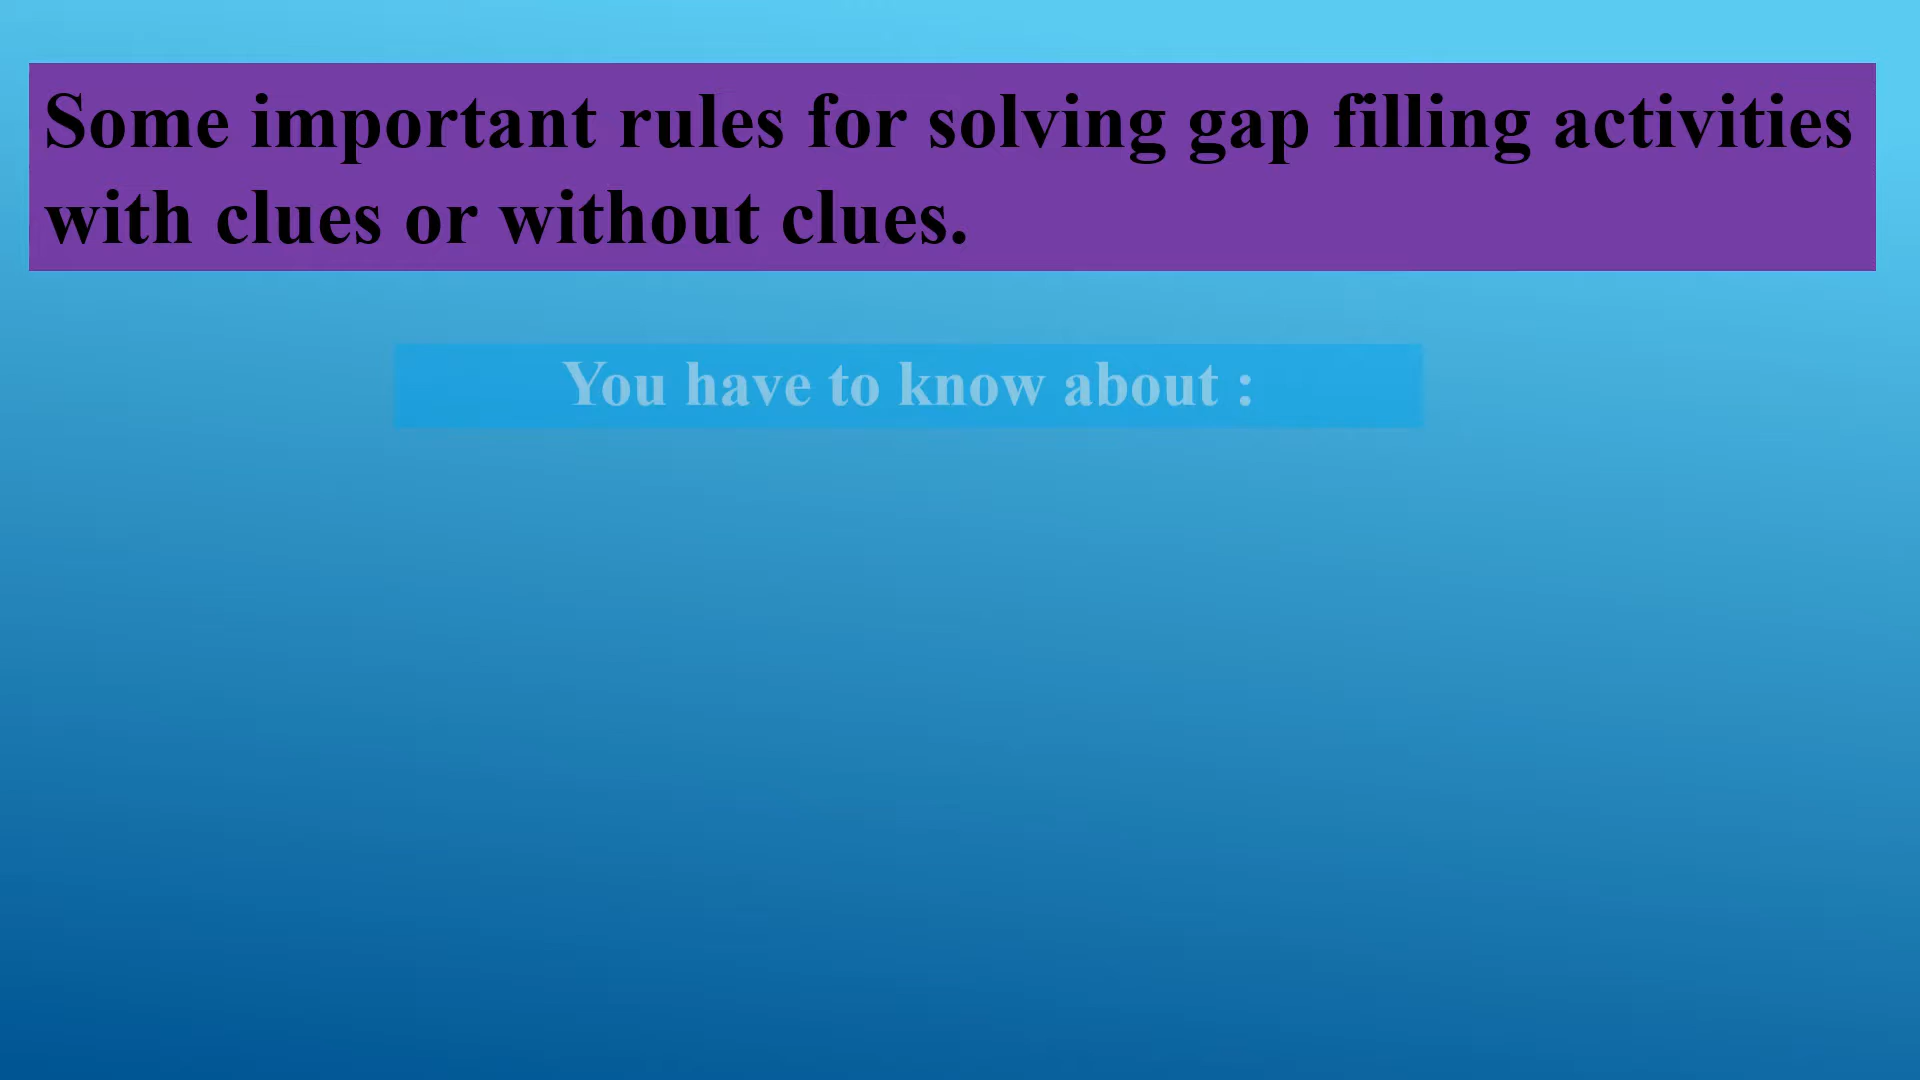 Some important rules for solving gap filling activities
with clues or without clues.
You have to know about :